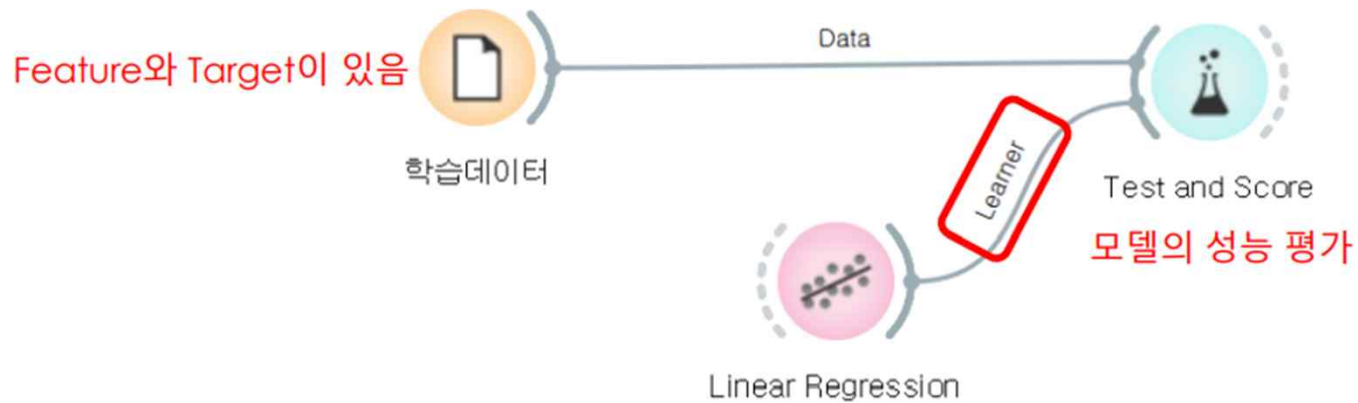 Data
Feature와 Target이 있음
학습데이터
Learner
Test and Score
모델의 성능 평가
Linear Regression